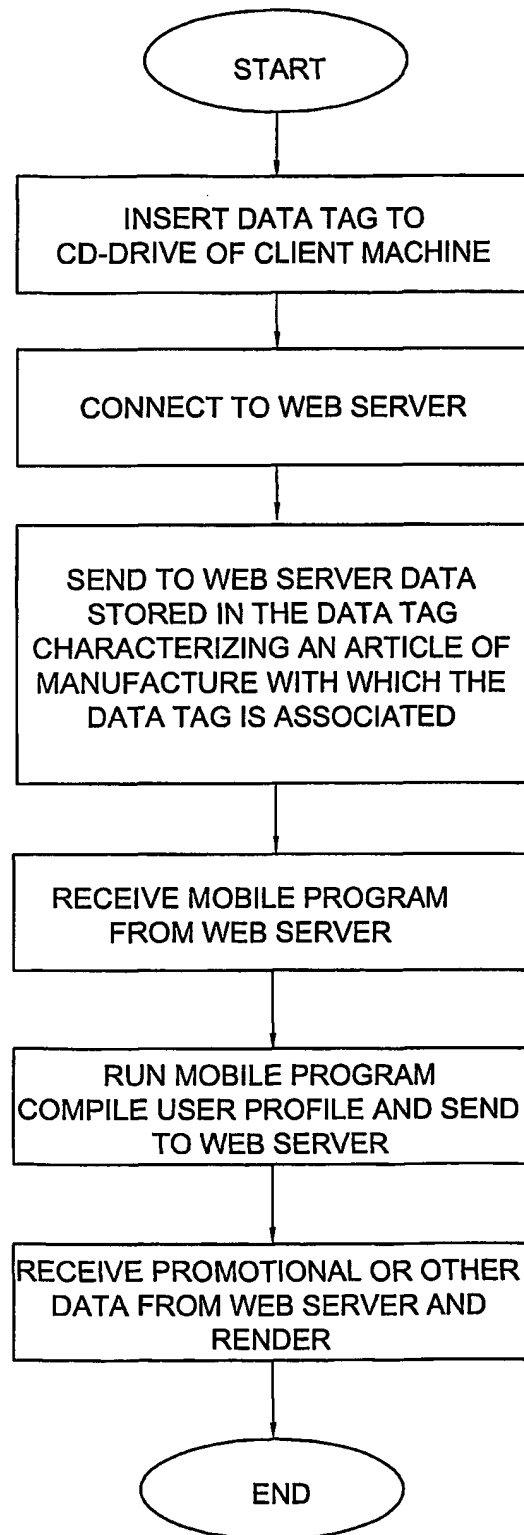 START
INSERT DATA TAG TO
CD-DRIVE OF CLIENT MACHINE
CONNECT TO WEB SERVER
SEND TO WEB SERVER DATA
STORED IN THE DATA TAG
CHARACTERIZING AN ARTICLE OF
MANUFACTURE WITH WHICH THE
DATA TAG IS ASSOCIATED
RECEIVE MOBILE PROGRAM
FROM WEB SERVER
RUN MOBILE PROGRAM
COMPILE USER PROFILE AND SEND
TO WEB SERVER
RECEIVE PROMOTIONAL OR OTHER
DATA FROM WEB SERVER AND
RENDER
END